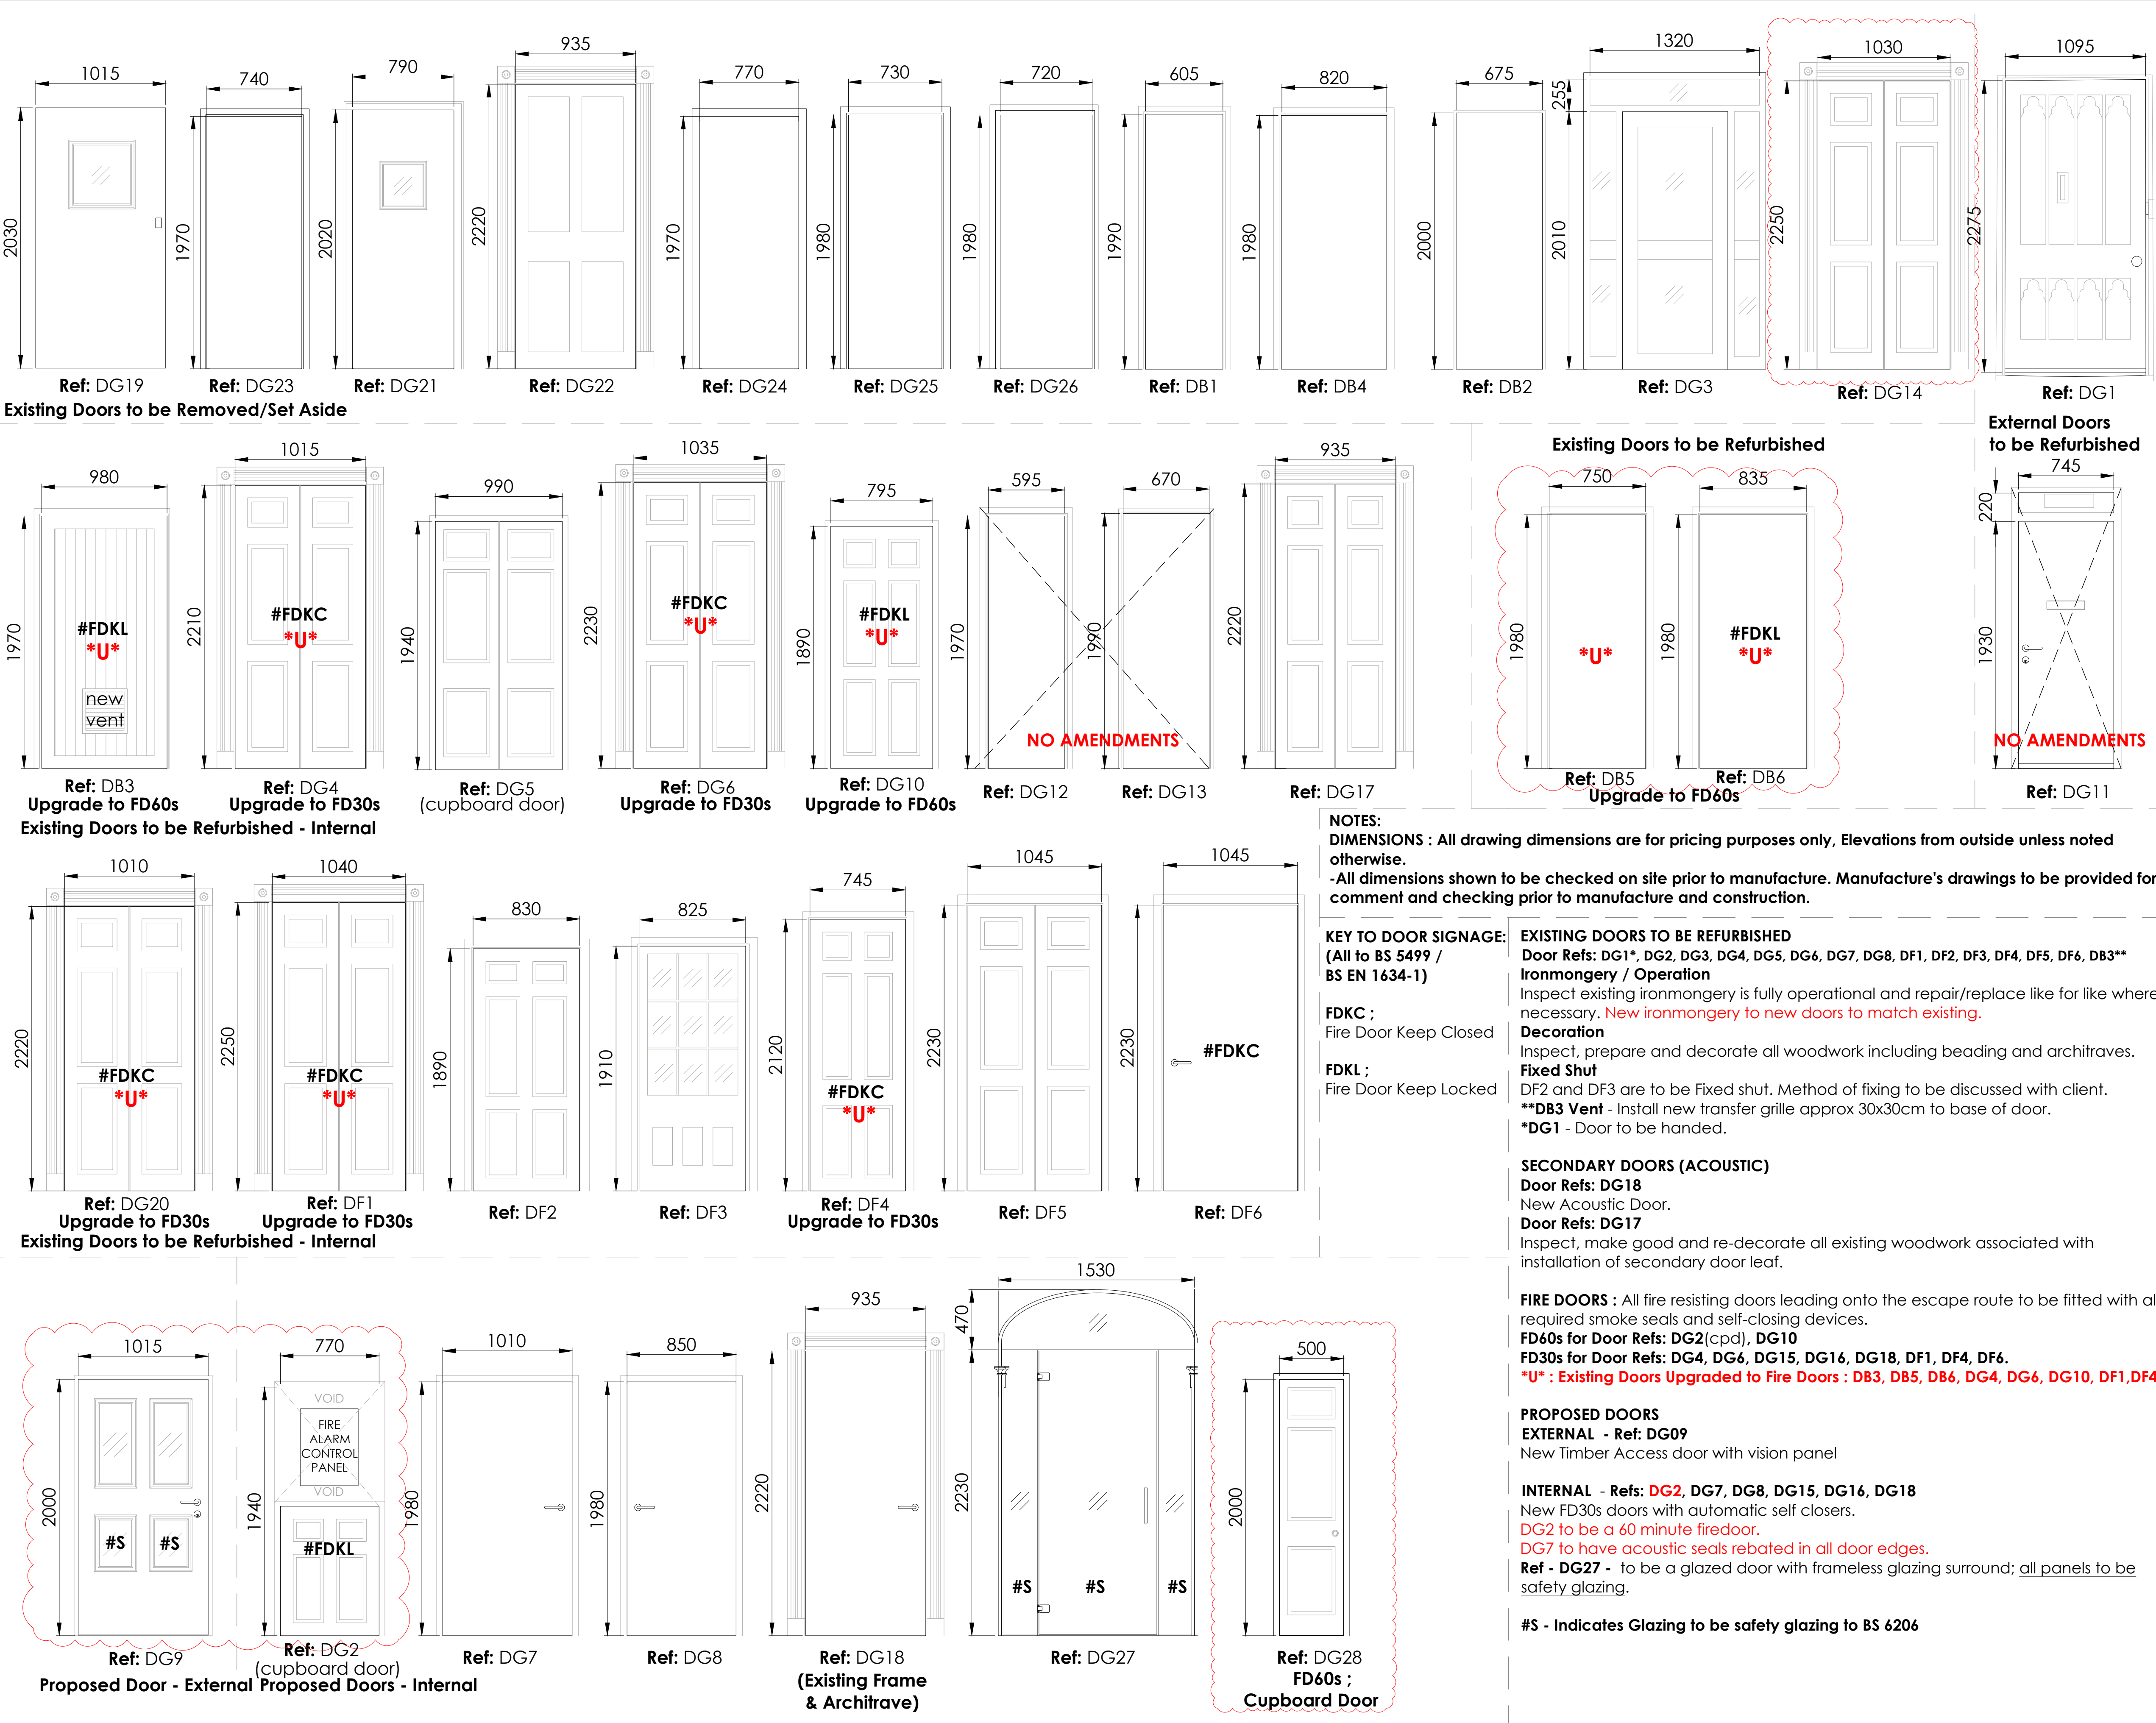 1015
740
790
935
770
730
720
605
820
675
1320
255
1030
1095
2030
1970
2020
2220
1970
1980
1980
1990
1980
2000
2010
2250
2275
Ref: DG19
Ref: DG23
Ref: DG21
Ref: DG22
Ref: DG24
Ref: DG25
Ref: DG26
Ref: DB1
Ref: DB4
Ref: DB2
Ref: DG3
Ref: DG14
Ref: DG1
Existing Doors to be Removed/Set Aside
Existing Doors to be Refurbished
External Doors
to be Refurbished
980
1015
990
1035
795
595
670
935
750
835
745
220
1970
2210
1940
2230
1890
1970
1990
2220
1980
1980
1930
#FDKL
*U*
new
vent
#FDKC
*U*
#FDKC
*U*
#FDKL
*U*
NO AMENDMENTS
*U*
#FDKL
*U*
NO AMENDMENTS
Ref: DB3
Upgrade to FD60s
Ref: DG4
Upgrade to FD30s
Ref: DG5
(cupboard door)
Ref: DG6
Upgrade to FD30s
Ref: DG10
Upgrade to FD60s
Ref: DG12
Ref: DG13
Ref: DG17
Ref: DB5
Ref: DB6
Upgrade to FD60s
Ref: DG11
Existing Doors to be Refurbished - Internal
1010
1040
830
825
745
1045
1045
2220
2250
1890
1910
2120
2230
2230
#FDKC
*U*
#FDKC
*U*
#FDKC
*U*
#FDKC
Ref: DG20
Upgrade to FD30s
Ref: DF1
Upgrade to FD30s
Ref: DF2
Ref: DF3
Ref: DF4
Upgrade to FD30s
Ref: DF5
Ref: DF6
Existing Doors to be Refurbished - Internal
1015
770
1010
850
935
1530
470
500
2000
1940
1980
1980
2220
2230
2000
#S
#S
VOID
FIRE
ALARM
CONTROL
PANEL
VOID
#FDKL
#S
#S
#S
Ref: DG9
Ref: DG2
(cupboard door)
Ref: DG7
Ref: DG8
Ref: DG18
(Existing Frame
& Architrave)
Ref: DG27
Ref: DG28
FD60s ;
Cupboard Door
Proposed Door - External
Proposed Doors - Internal
NOTES:
DIMENSIONS : All drawing dimensions are for pricing purposes only, Elevations from outside unless noted
otherwise.
-All dimensions shown to be checked on site prior to manufacture. Manufacture's drawings to be provided for
comment and checking prior to manufacture and construction.
KEY TO DOOR SIGNAGE:
(All to BS 5499 /
BS EN 1634-1)
FDKC ;
Fire Door Keep Closed
FDKL ;
Fire Door Keep Locked
EXISTING DOORS TO BE REFURBISHED
Door Refs: DG1*, DG2, DG3, DG4, DG5, DG6, DG7, DG8, DF1, DF2, DF3, DF4, DF5, DF6, DB3**
Ironmongery / Operation
Inspect existing ironmongery is fully operational and repair/replace like for like where
necessary. New ironmongery to new doors to match existing.
Decoration
Inspect, prepare and decorate all woodwork including beading and architraves.
Fixed Shut
DF2 and DF3 are to be Fixed shut. Method of fixing to be discussed with client.
**DB3 Vent - Install new transfer grille approx 30x30cm to base of door.
*DG1 - Door to be handed.
SECONDARY DOORS (ACOUSTIC)
Door Refs: DG18
New Acoustic Door.
Door Refs: DG17
Inspect, make good and re-decorate all existing woodwork associated with
installation of secondary door leaf.
FIRE DOORS : All fire resisting doors leading onto the escape route to be fitted with al
required smoke seals and self-closing devices.
FD60s for Door Refs: DG2(cpd), DG10
FD30s for Door Refs: DG4, DG6, DG15, DG16, DG18, DF1, DF4, DF6.
*U* : Existing Doors Upgraded to Fire Doors : DB3, DB5, DB6, DG4, DG6, DG10, DF1,DF4
PROPOSED DOORS
EXTERNAL - Ref: DG09
New Timber Access door with vision panel
INTERNAL - Refs: DG2, DG7, DG8, DG15, DG16, DG18
New FD30s doors with automatic self closers.
DG2 to be a 60 minute firedoor.
DG7 to have acoustic seals rebated in all door edges.
Ref - DG27 - to be a glazed door with frameless glazing surround; all panels to be
safety glazing.
#S - Indicates Glazing to be safety glazing to BS 6206